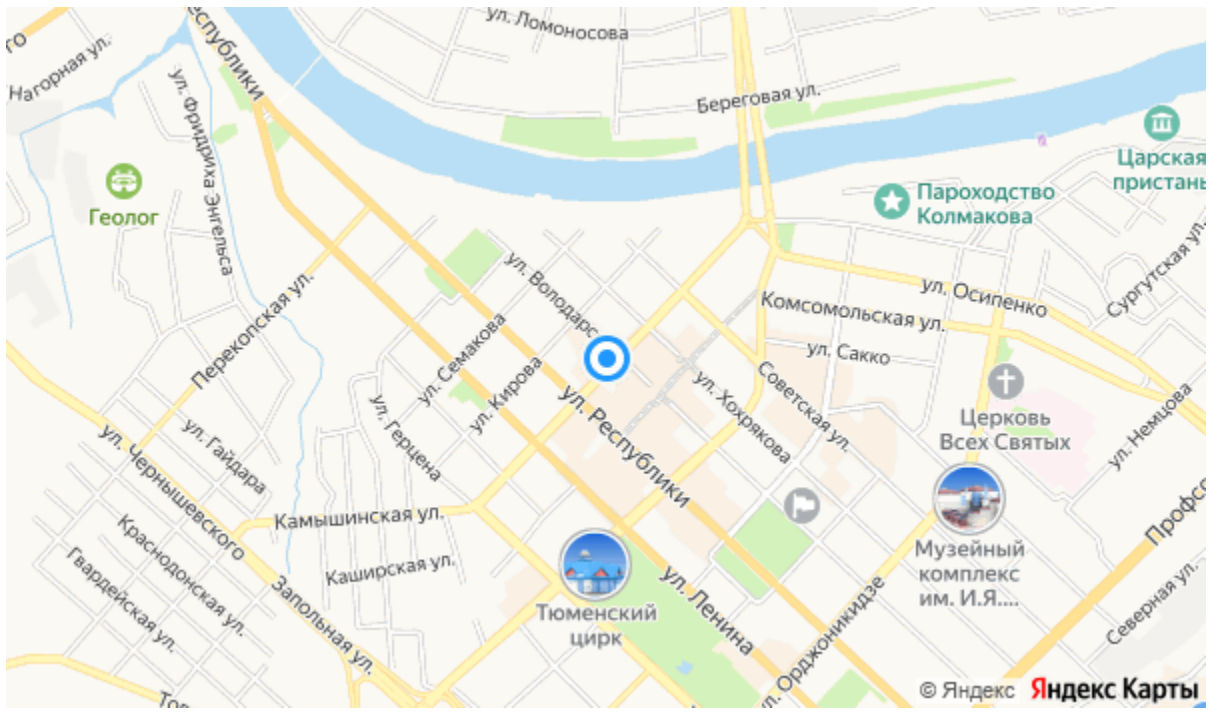 ул. Ломоносова
Нагорная ул.
ул. Фридриха Энгельса
Береговая ул.
Царская
пристань
Геолог
Пароходство
Колмакова
Сургутская ул.
ул. Володарс
ул. Осипенко
Комсомольская ул.
Перекопская ул.
ул. Семакова
ул. Сакко
ул. Кирова
Советская ул.
ул. Хохрякова
ул. Республики
Церковь
Всех Святых
ул. Немцова
ул. Герцена
ул. Гайдара
ул. Чернышевского
Камышинская ул.
Краснодонская ул.
Каширская ул.
Гвардейская ул.
Запольная ул.
Тюменский
цирк
ул. Ленина
Музейный
комплекс
им. И.Я....
ул. Орджоникидзе
Профсо
Северная ул.
© Яндекс Яндекс Карты